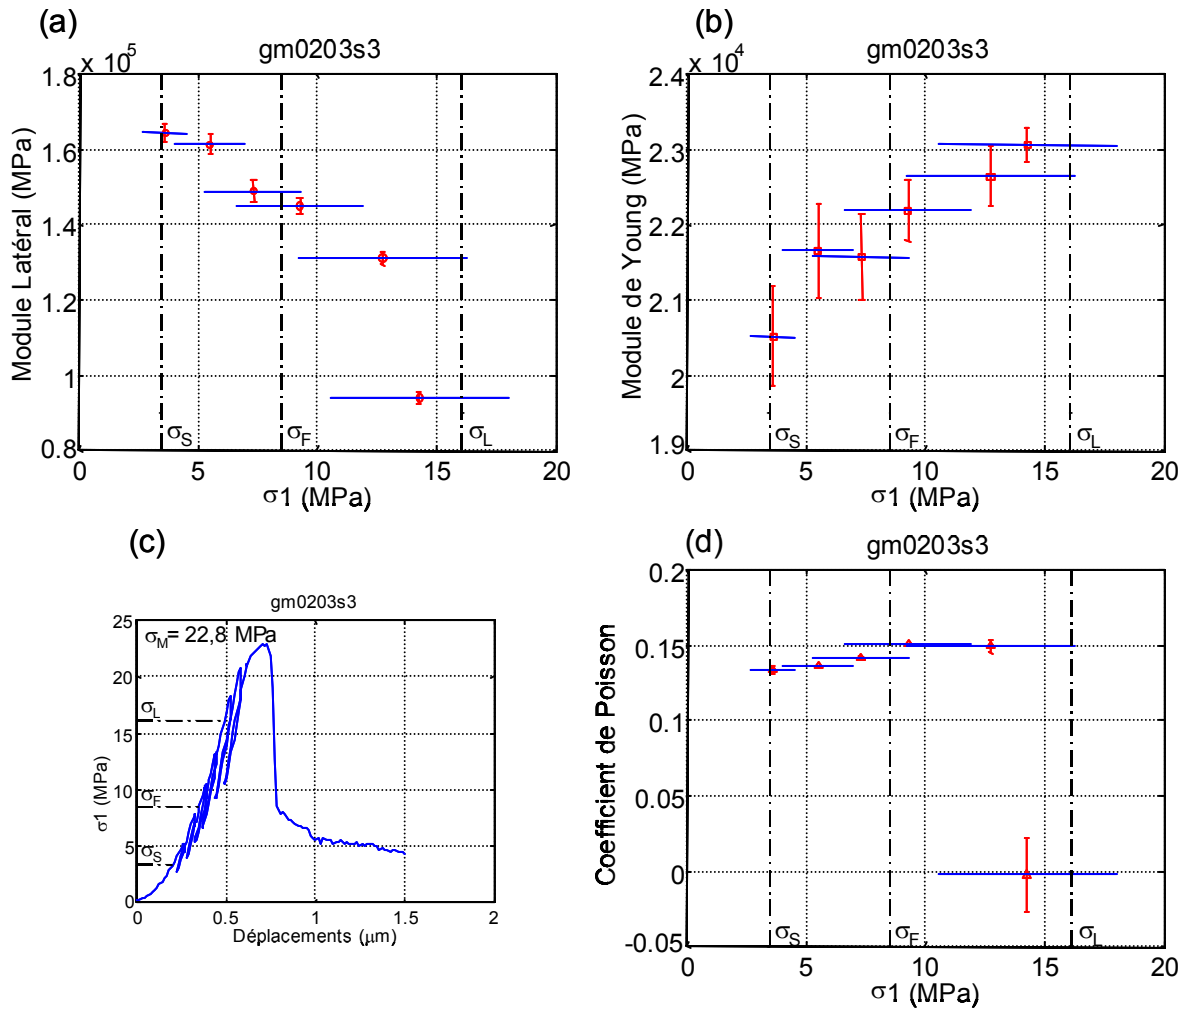 (a)
gm0203s3
x 10^5
1.8
1.6
1.4
1.2
1
0.8
0
5
10
15
20
Module Latéral (MPa)
σS
σF
σL
σ1 (MPa)
(b)
gm0203s3
x 10^4
2.4
2.3
2.2
2.1
2
1.9
0
5
10
15
20
Module de Young (MPa)
σS
σF
σL
σ1 (MPa)
(c)
gm0203s3
σM= 22,8 MPa
25
20
15
10
5
0
σL
σF
σS
σ1 (MPa)
0
0.5
1
1.5
2
Déplacements (μm)
(d)
gm0203s3
0.2
0.15
0.1
0.05
0
-0.05
Coefficient de Poisson
σS
σF
σL
0
5
10
15
20
σ1 (MPa)